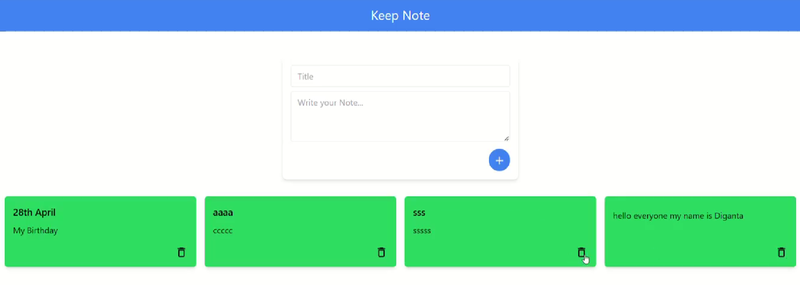 Keep Note
Title
Write your Note...
28th April
My Birthday
aaaa
ccccc
sss
sssss
hello everyone my name is Diganta